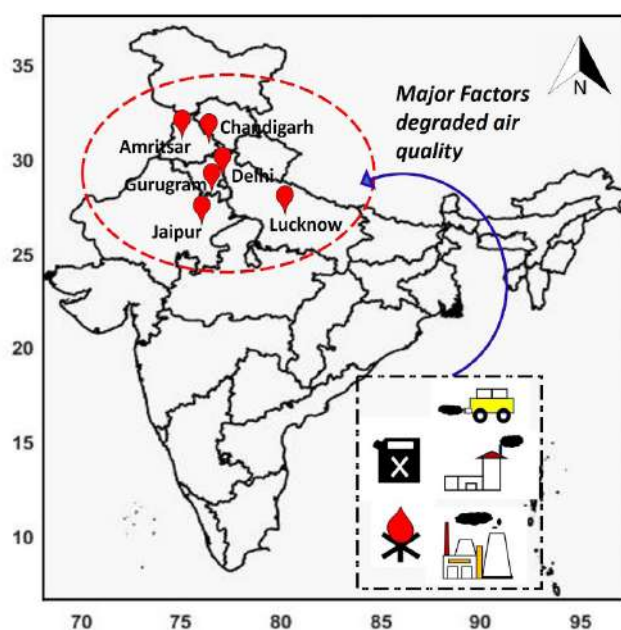 35
30
25
20
15
10
70
75
80
85
90
95
N
Major Factors
degraded air
quality
Chandigarh
Amritsar
Delhi
Gurugram
Jaipur
Lucknow
X